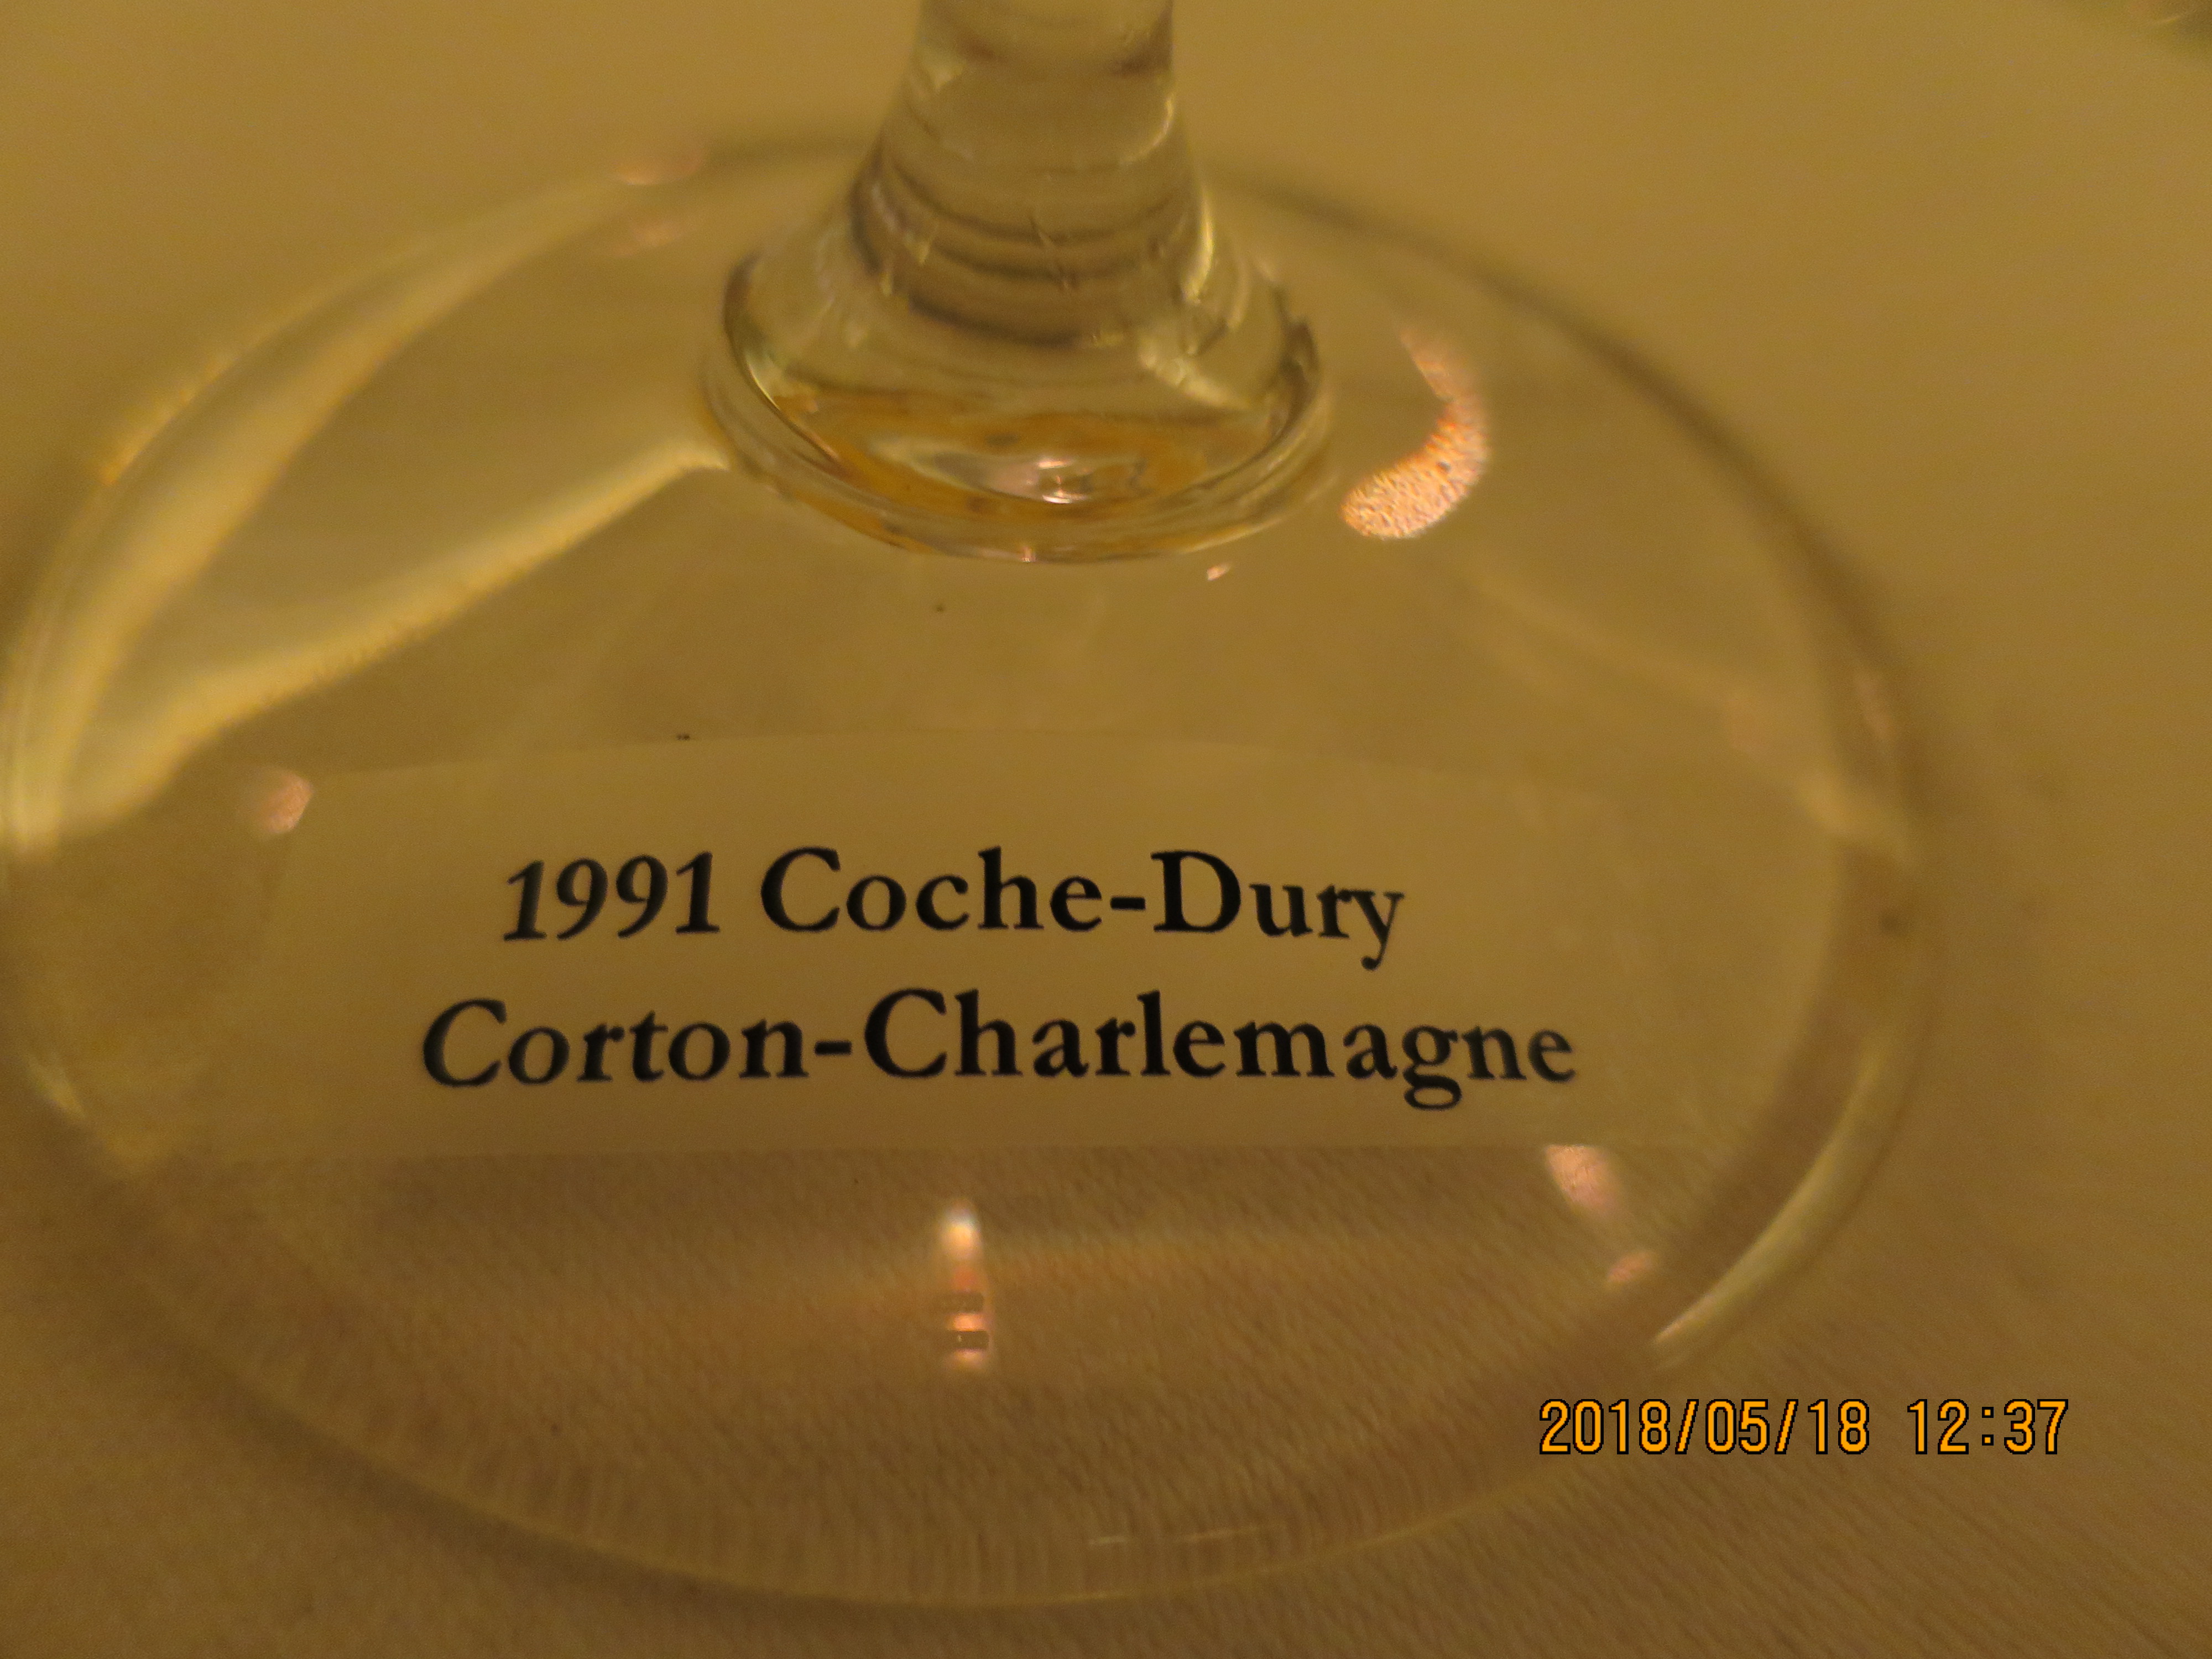 1991 Coche-Dury
Corton-Charlemagne
2018/05/18 12:37